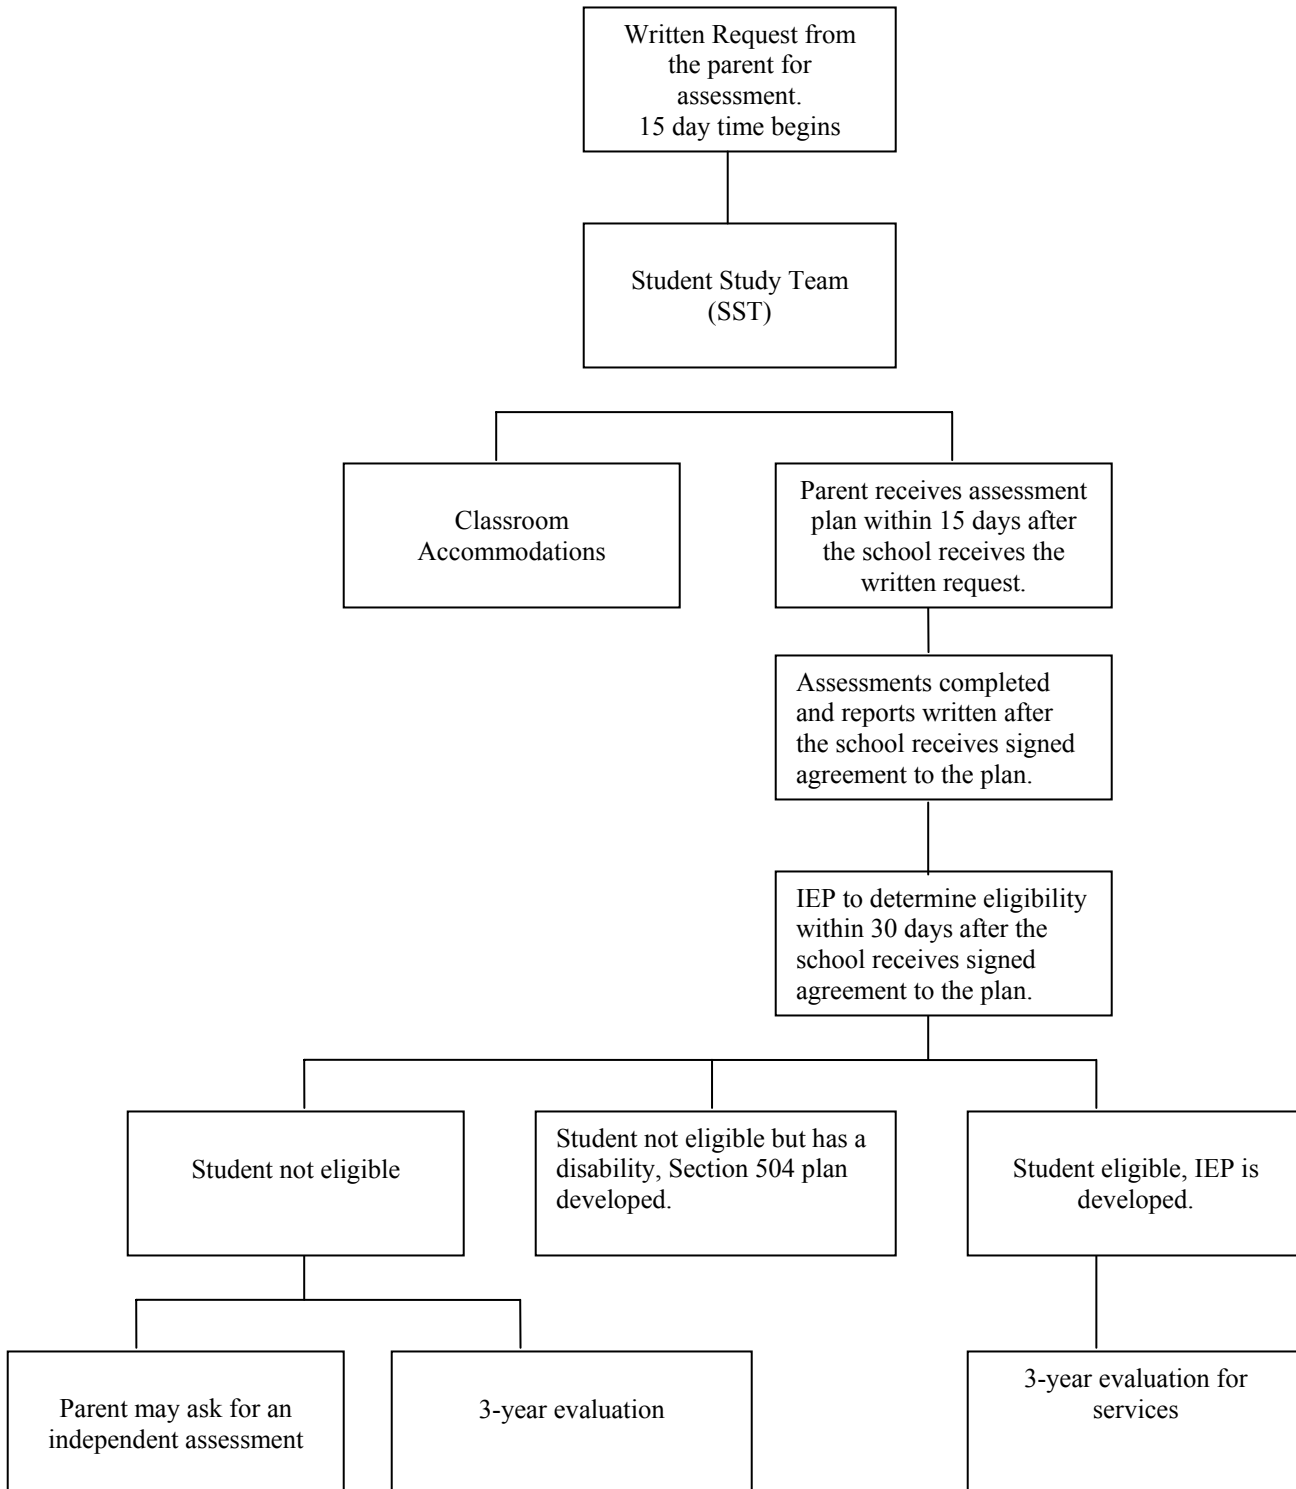 Written Request from
the parent for
assessment.
15 day time begins
Student Study Team
(SST)
Classroom
Accommodations
Parent receives assessment
plan within 15 days after
the school receives the
written request.
Assessments completed
and reports written after
the school receives signed
agreement to the plan.
IEP to determine eligibility
within 30 days after the
school receives signed
agreement to the plan.
Student not eligible
Student not eligible but has a
disability, Section 504 plan
developed.
Student eligible, IEP is
developed.
Parent may ask for an
independent assessment
3-year evaluation
3-year evaluation for
services